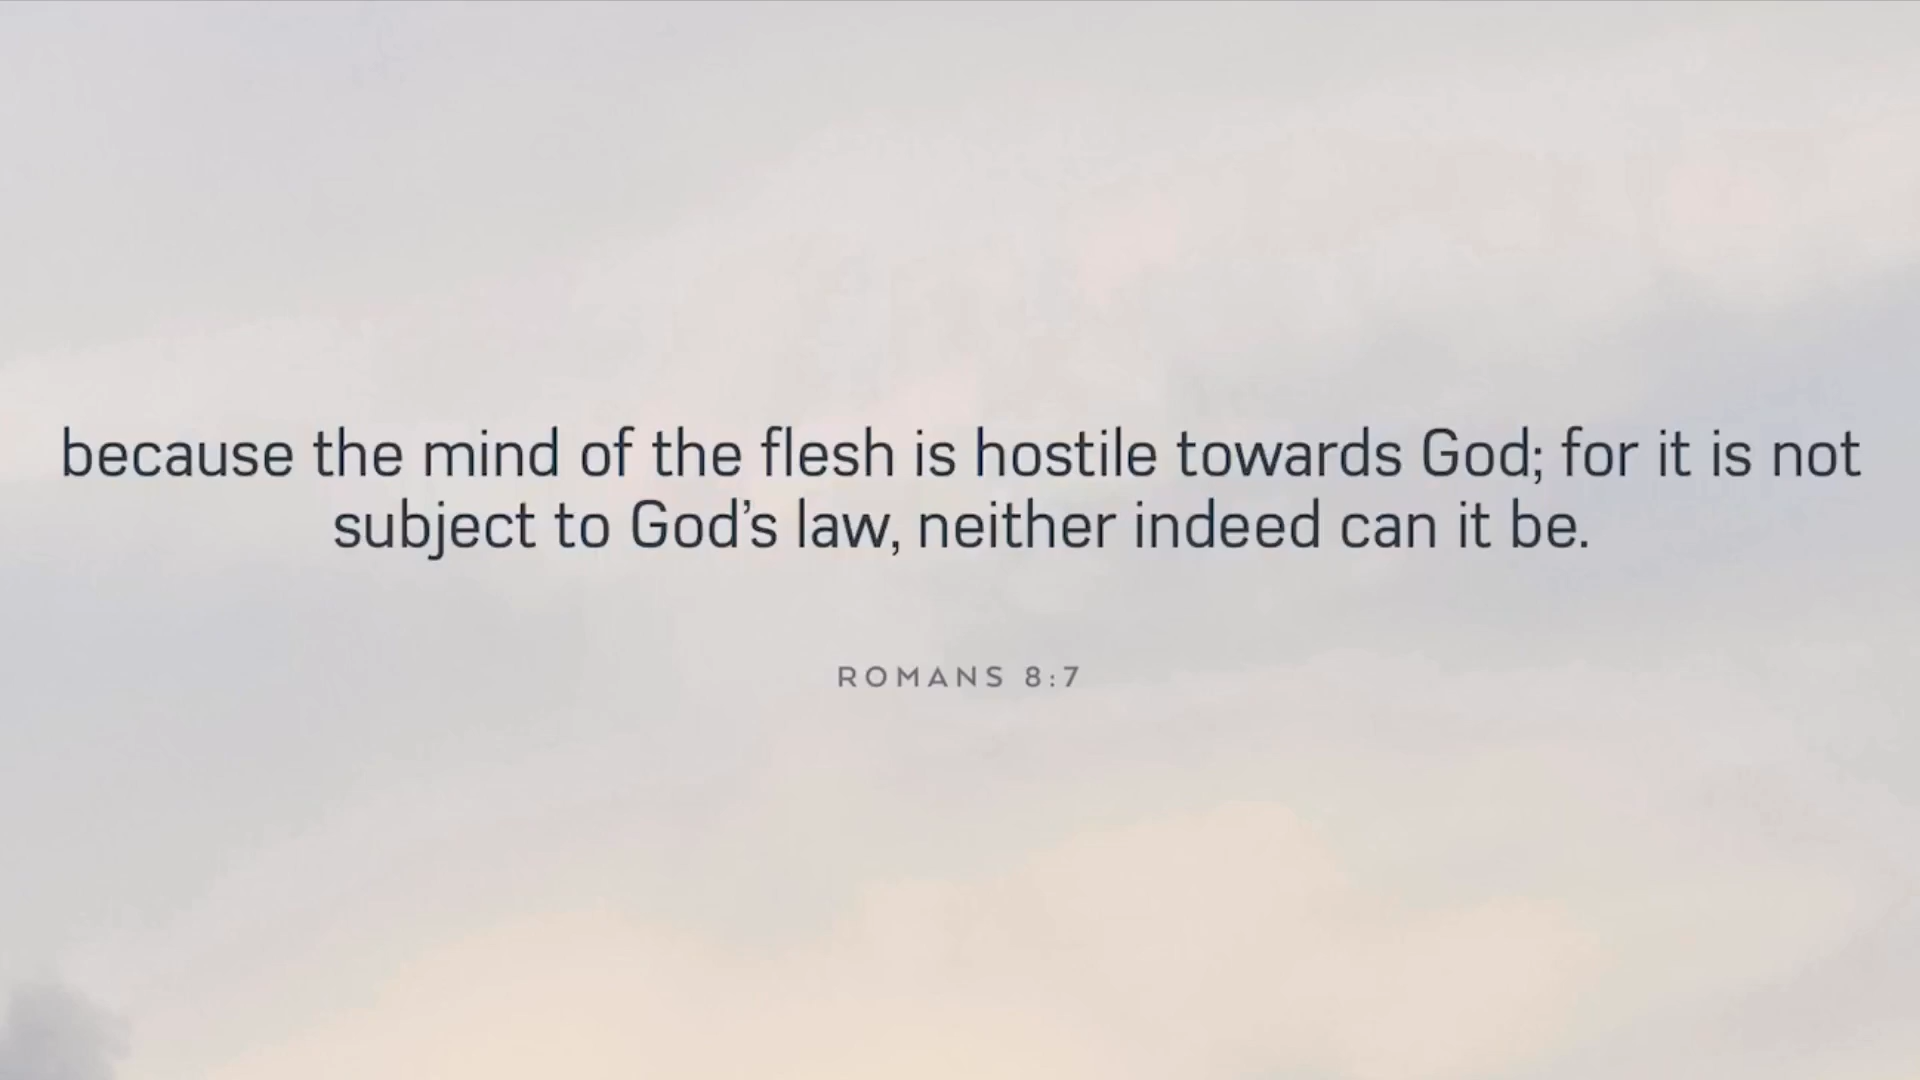 because the mind of the flesh is hostile towards God; for it is not
subject to God’s law, neither indeed can it be.
ROMANS 8:7